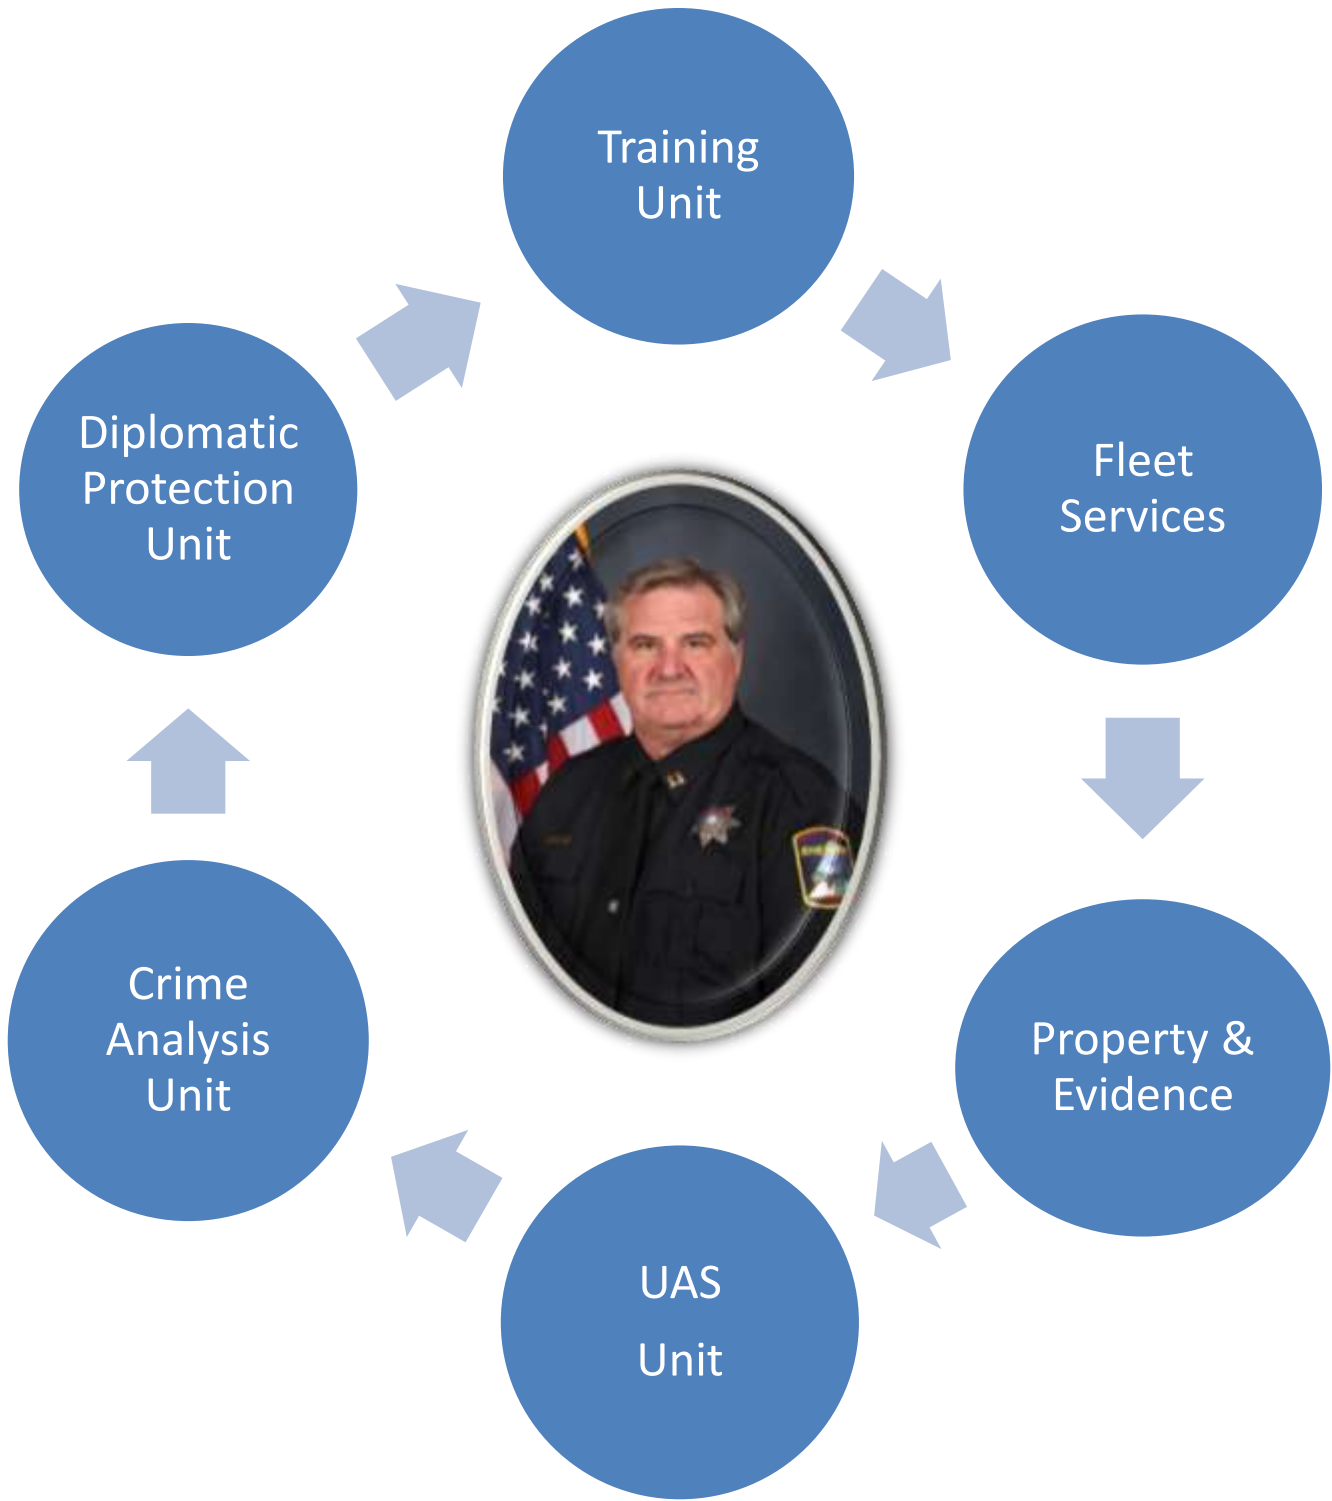 Training
Unit
Fleet
Services
Property &
Evidence
UAS
Unit
Crime
Analysis
Unit
Diplomatic
Protection
Unit